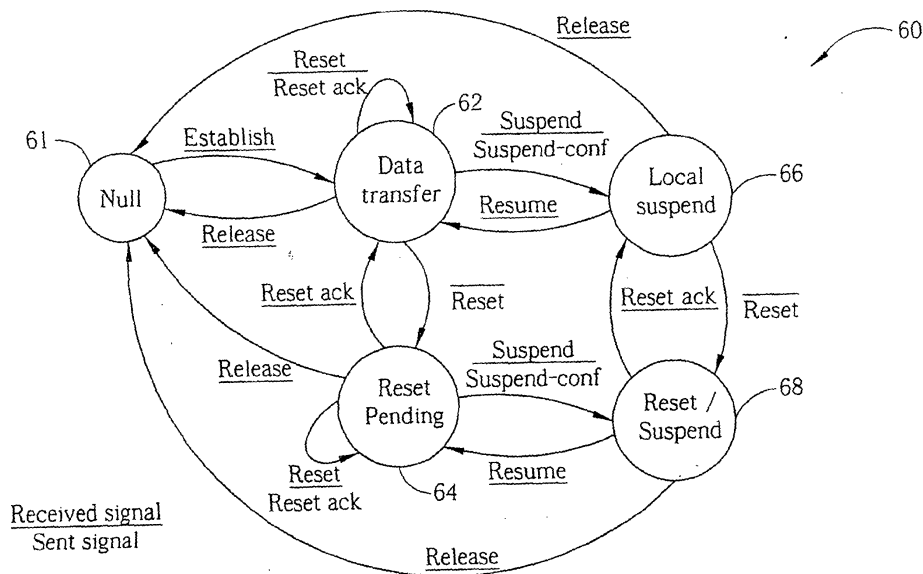 Release
60
Reset
Reset ack
62
61
Establish
Suspend
Suspend-conf
Null
Data
transfer
Local
suspend
66
Resume
Release
Reset ack
Reset
Reset ack
Reset
Suspend
Suspend-conf
Release
Reset
Pending
Reset /
Suspend
68
Resume
Reset
Reset ack
64
Received signal
Sent signal
Release